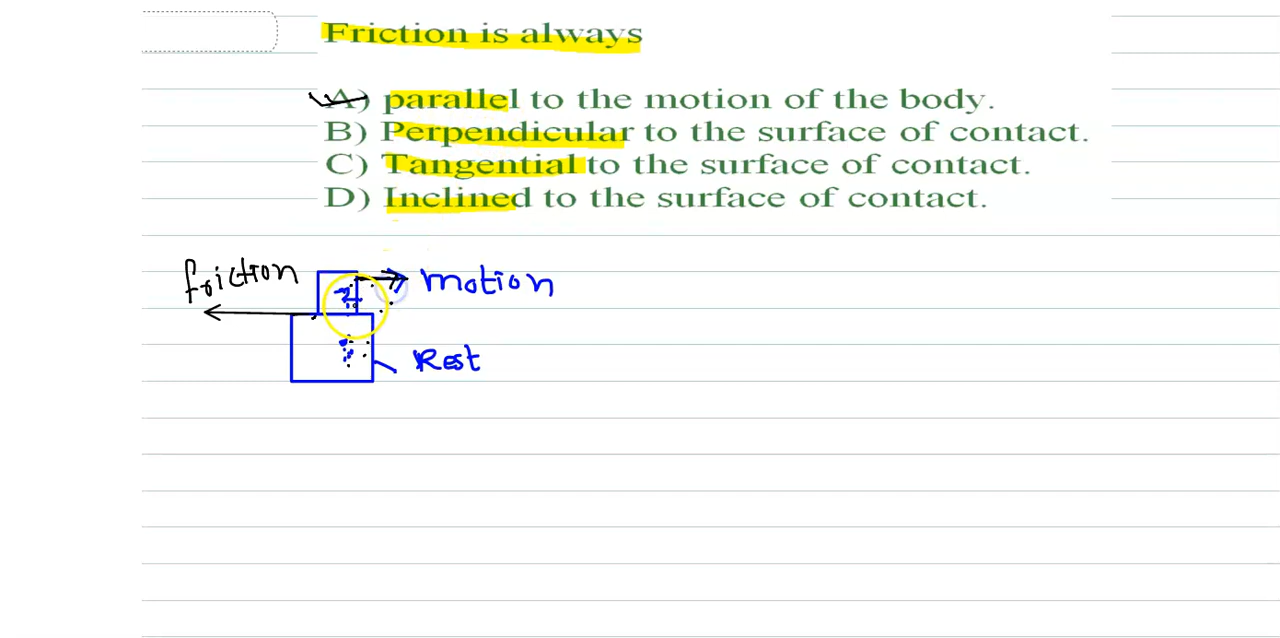 Friction is always
A) parallel to the motion of the body.
B) Perpendicular to the surface of contact.
C) Tangential to the surface of contact.
D) Inclined to the surface of contact.
friction
motion
Rest